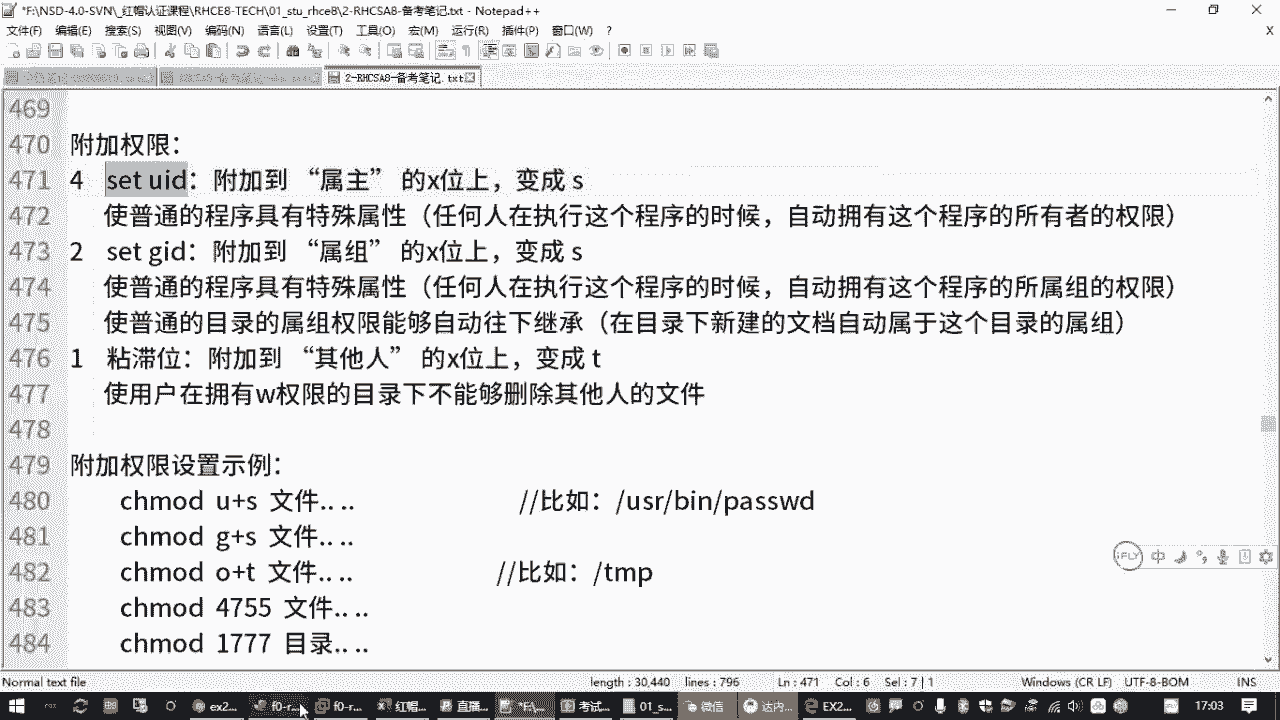 *F:\NSD-4.0-SVN\_红帽认证课程\RHCE8-TECH\01_stu_rhce8\2-RHCSA8-备考笔记.txt - Notepad++
文件(F) 编辑(E) 搜索(S) 视图(V) 编码(N) 语言(L) 设置(T) 工具(O) 宏(M) 运行(R) 插件(P) 窗口(W) ?
X
2-RHCSA8-备考笔记.txt
469
470 附加权限：
471 4 set uid：附加到 “属主” 的x位上，变成 s
472 使普通的程序具有特殊属性（任何人在执行这个程序的时候，自动拥有这个程序的所有者的权限）
473 2 set gid：附加到 “属组” 的x位上，变成 s
474 使普通的程序具有特殊属性（任何人在执行这个程序的时候，自动拥有这个程序的所属组的权限）
475 使普通的目录的属组权限能够自动往下继承（在目录下新建的文档自动属于这个目录的属组）
476 1 粘滞位：附加到 “其他人” 的x位上，变成 t
477 使用户在拥有w权限的目录下不能够删除其他人的文件
478
479 附加权限设置示例：
480 chmod u+s 文件.. .. //比如：/usr/bin/passwd
481 chmod g+s 文件.. ..
482 chmod o+t 文件.. .. //比如：/tmp
483 chmod 4755 文件.. ..
484 chmod 1777 目录.. ..
iFLY 中
Normal text file length : 30,440 lines : 796 Ln : 471 Col : 6 Sel : 7 | 1 Windows (CR LF) UTF-8-BOM INS
ex2... f0-r... f0-r... 红帽... 直播... *F:\... 考试... 01_s... 微信 达内... EX2... 17:03